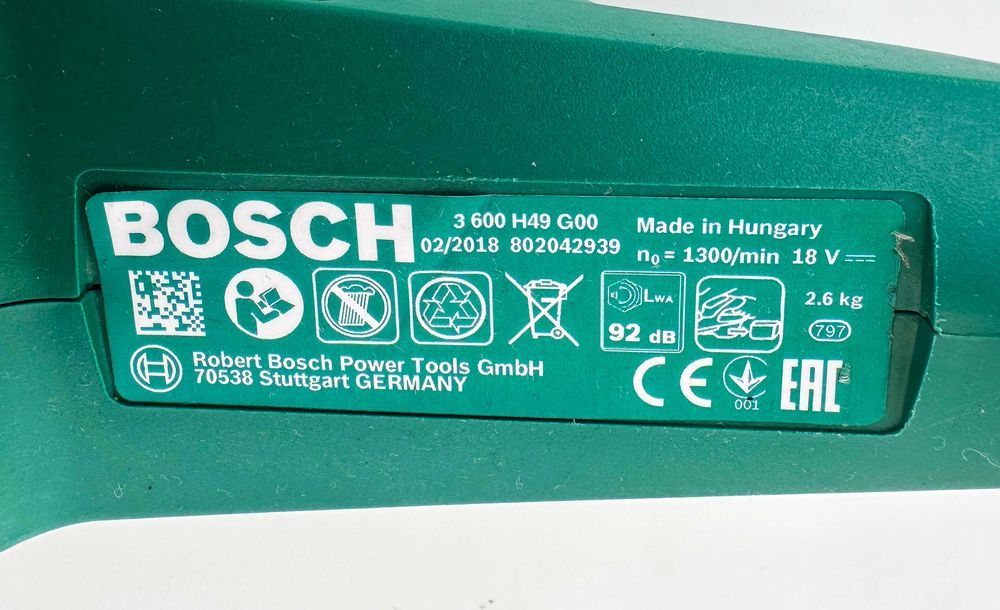 BOSCH
3 600 H49 G00
02/2018 802042939
Made in Hungary
n₀ = 1300/min 18 V ⎓
LWA
92 dB
2.6 kg
797
Robert Bosch Power Tools GmbH
70538 Stuttgart GERMANY
CE
001
EAC